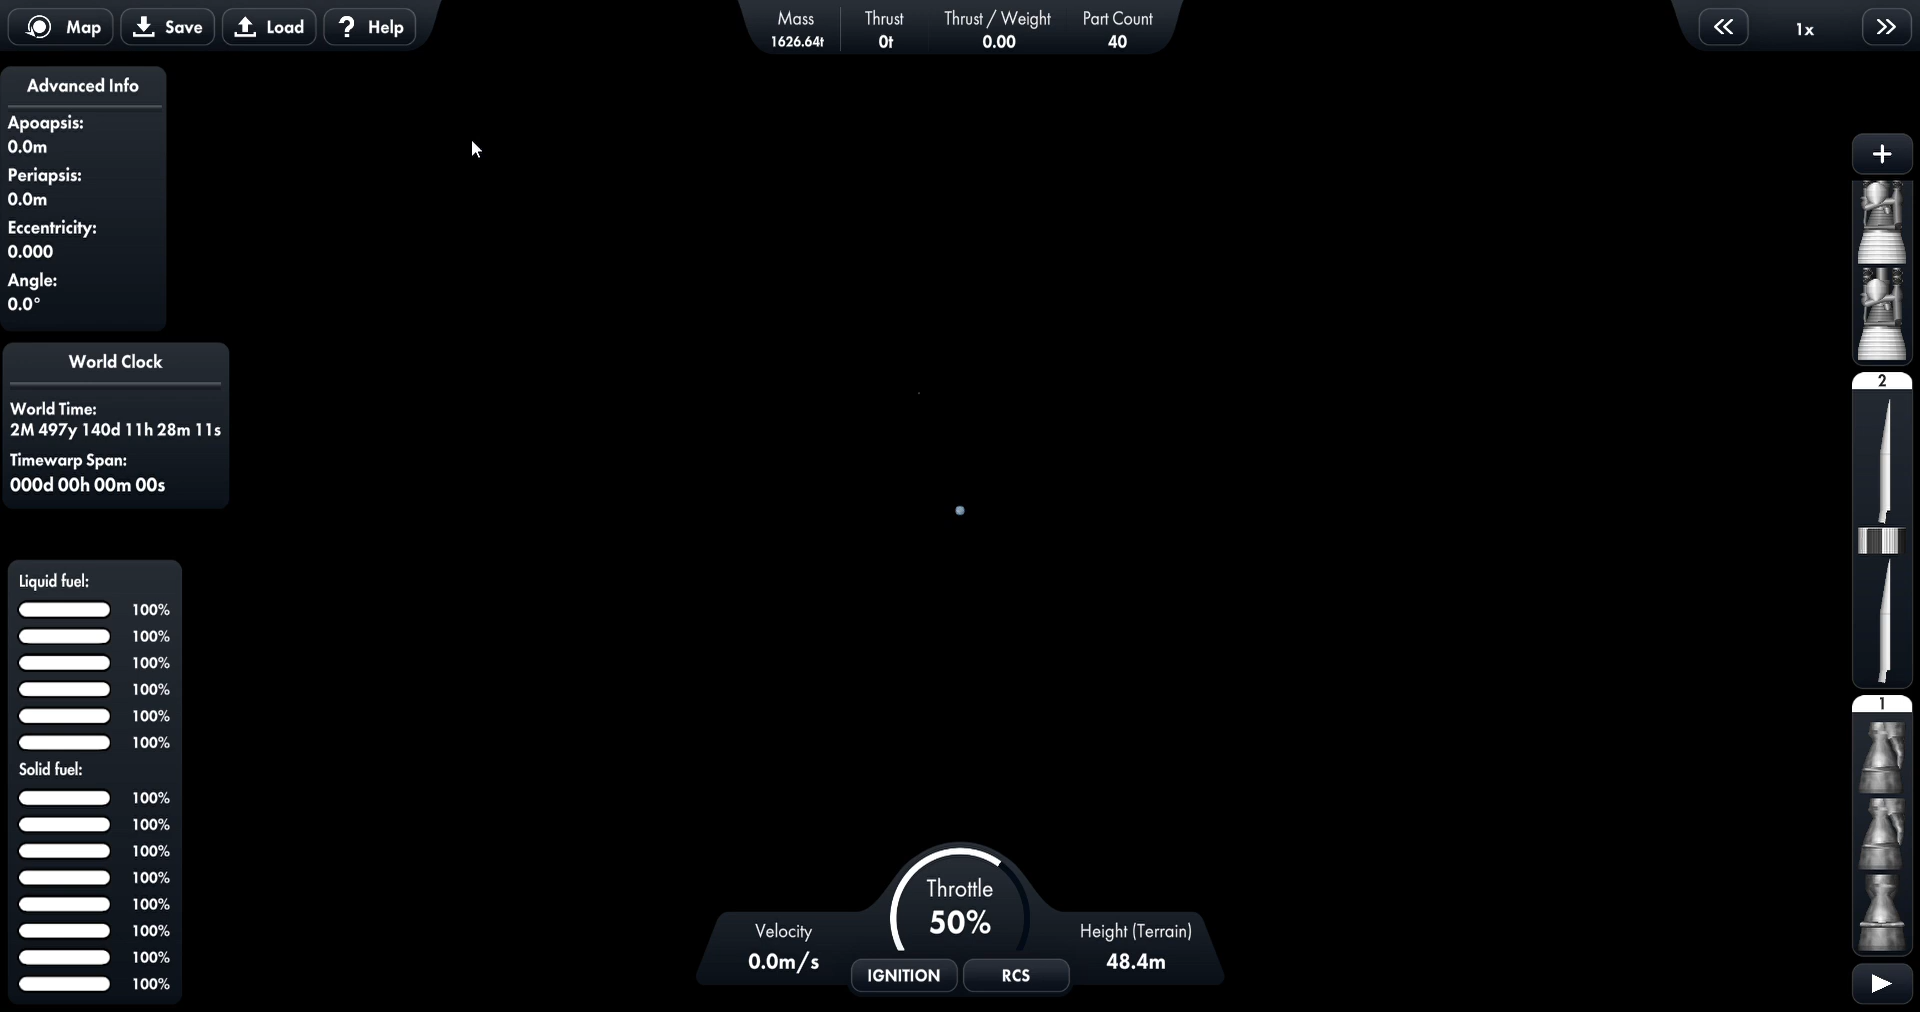 Map
Save
Load
Help
Mass
1626.64t
Thrust
0t
Thrust / Weight
0.00
Part Count
40
1x
Advanced Info
Apoapsis:
0.0m
Periapsis:
0.0m
Eccentricity:
0.000
Angle:
0.0°
World Clock
World Time:
2M 497y 140d 11h 28m 11s
Timewarp Span:
000d 00h 00m 00s
Liquid fuel:
100%
100%
100%
100%
100%
100%
Solid fuel:
100%
100%
100%
100%
100%
100%
100%
100%
Throttle
50%
Velocity
0.0m/s
Height (Terrain)
48.4m
IGNITION
RCS
2
1